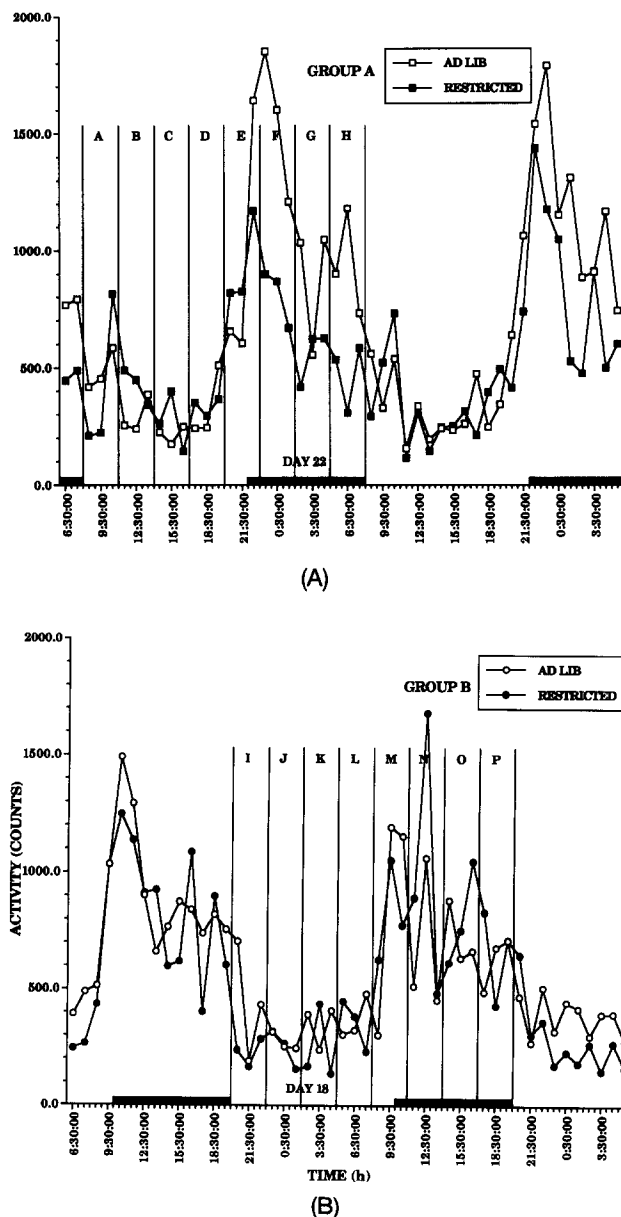 2000.0
GROUP A
AD LIB
RESTRICTED
1500.0
A B C D E F G H
1000.0
500.0
DAY 22
0.0
6:30:00 9:30:00 12:30:00 15:30:00 18:30:00 21:30:00 0:30:00 3:30:00 6:30:00 9:30:00 12:30:00 15:30:00 18:30:00 21:30:00 0:30:00 3:30:00
(A)
2000.0
AD LIB
GROUP B
RESTRICTED
1500.0
I J K L M N O P
1000.0
ACTIVITY (COUNTS)
500.0
DAY 18
0.0
6:30:00 9:30:00 12:30:00 15:30:00 18:30:00 21:30:00 0:30:00 3:30:00 6:30:00 9:30:00 12:30:00 15:30:00 18:30:00 21:30:00 0:30:00 3:30:00
TIME (h)
(B)